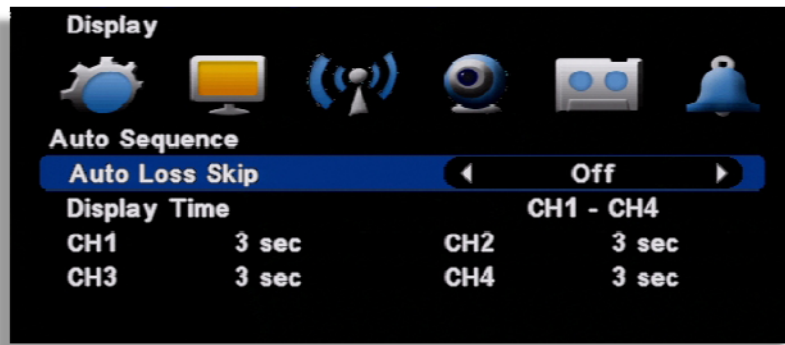 Display
Auto Sequence
Auto Loss Skip Off
Display Time CH1 - CH4
CH1 3 sec CH2 3 sec
CH3 3 sec CH4 3 sec